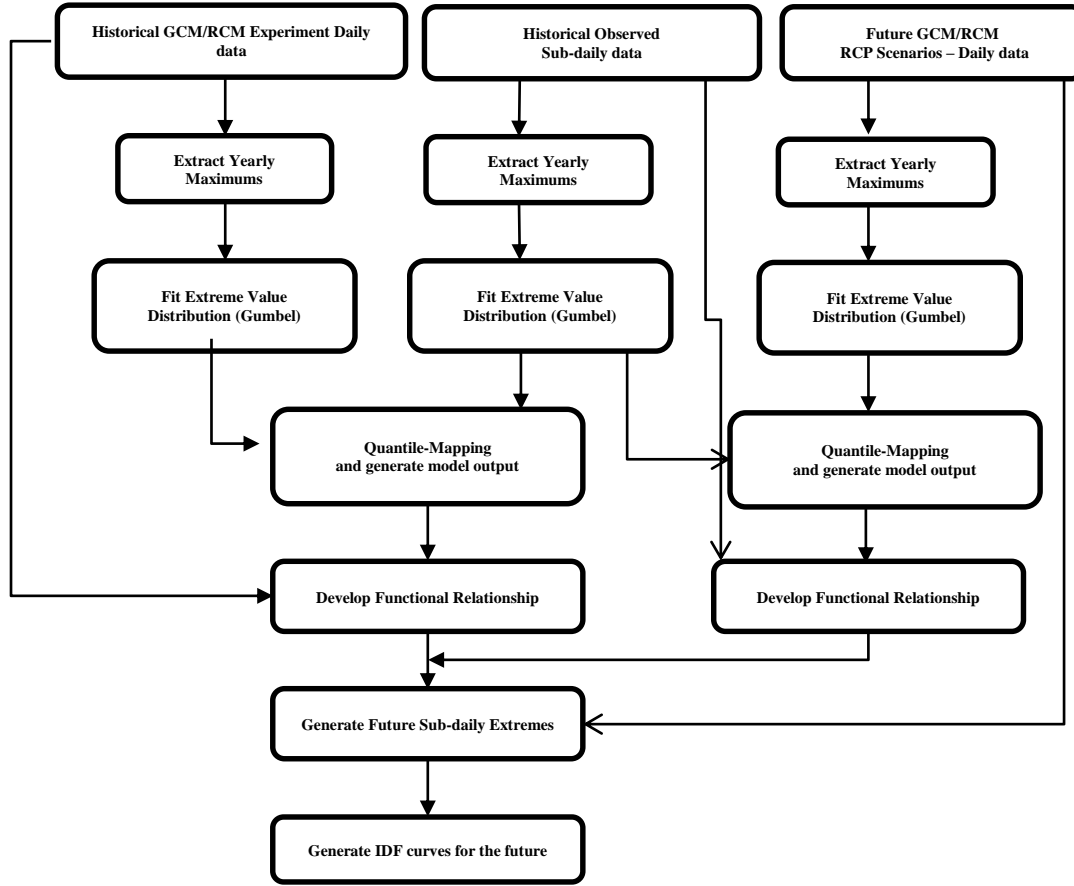 Historical GCM/RCM Experiment Daily
data
Historical Observed
Sub-daily data
Future GCM/RCM
RCP Scenarios – Daily data
Extract Yearly
Maximums
Extract Yearly
Maximums
Extract Yearly
Maximums
Fit Extreme Value
Distribution (Gumbel)
Fit Extreme Value
Distribution (Gumbel)
Fit Extreme Value
Distribution (Gumbel)
Quantile-Mapping
and generate model output
Quantile-Mapping
and generate model output
Develop Functional Relationship
Develop Functional Relationship
Generate Future Sub-daily Extremes
Generate IDF curves for the future